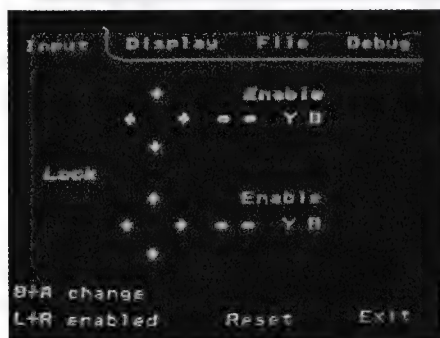 Input Display File Debug
Enable
Y B
Lock
Enable
Y B
B+A change
L+R enabled Reset Exit